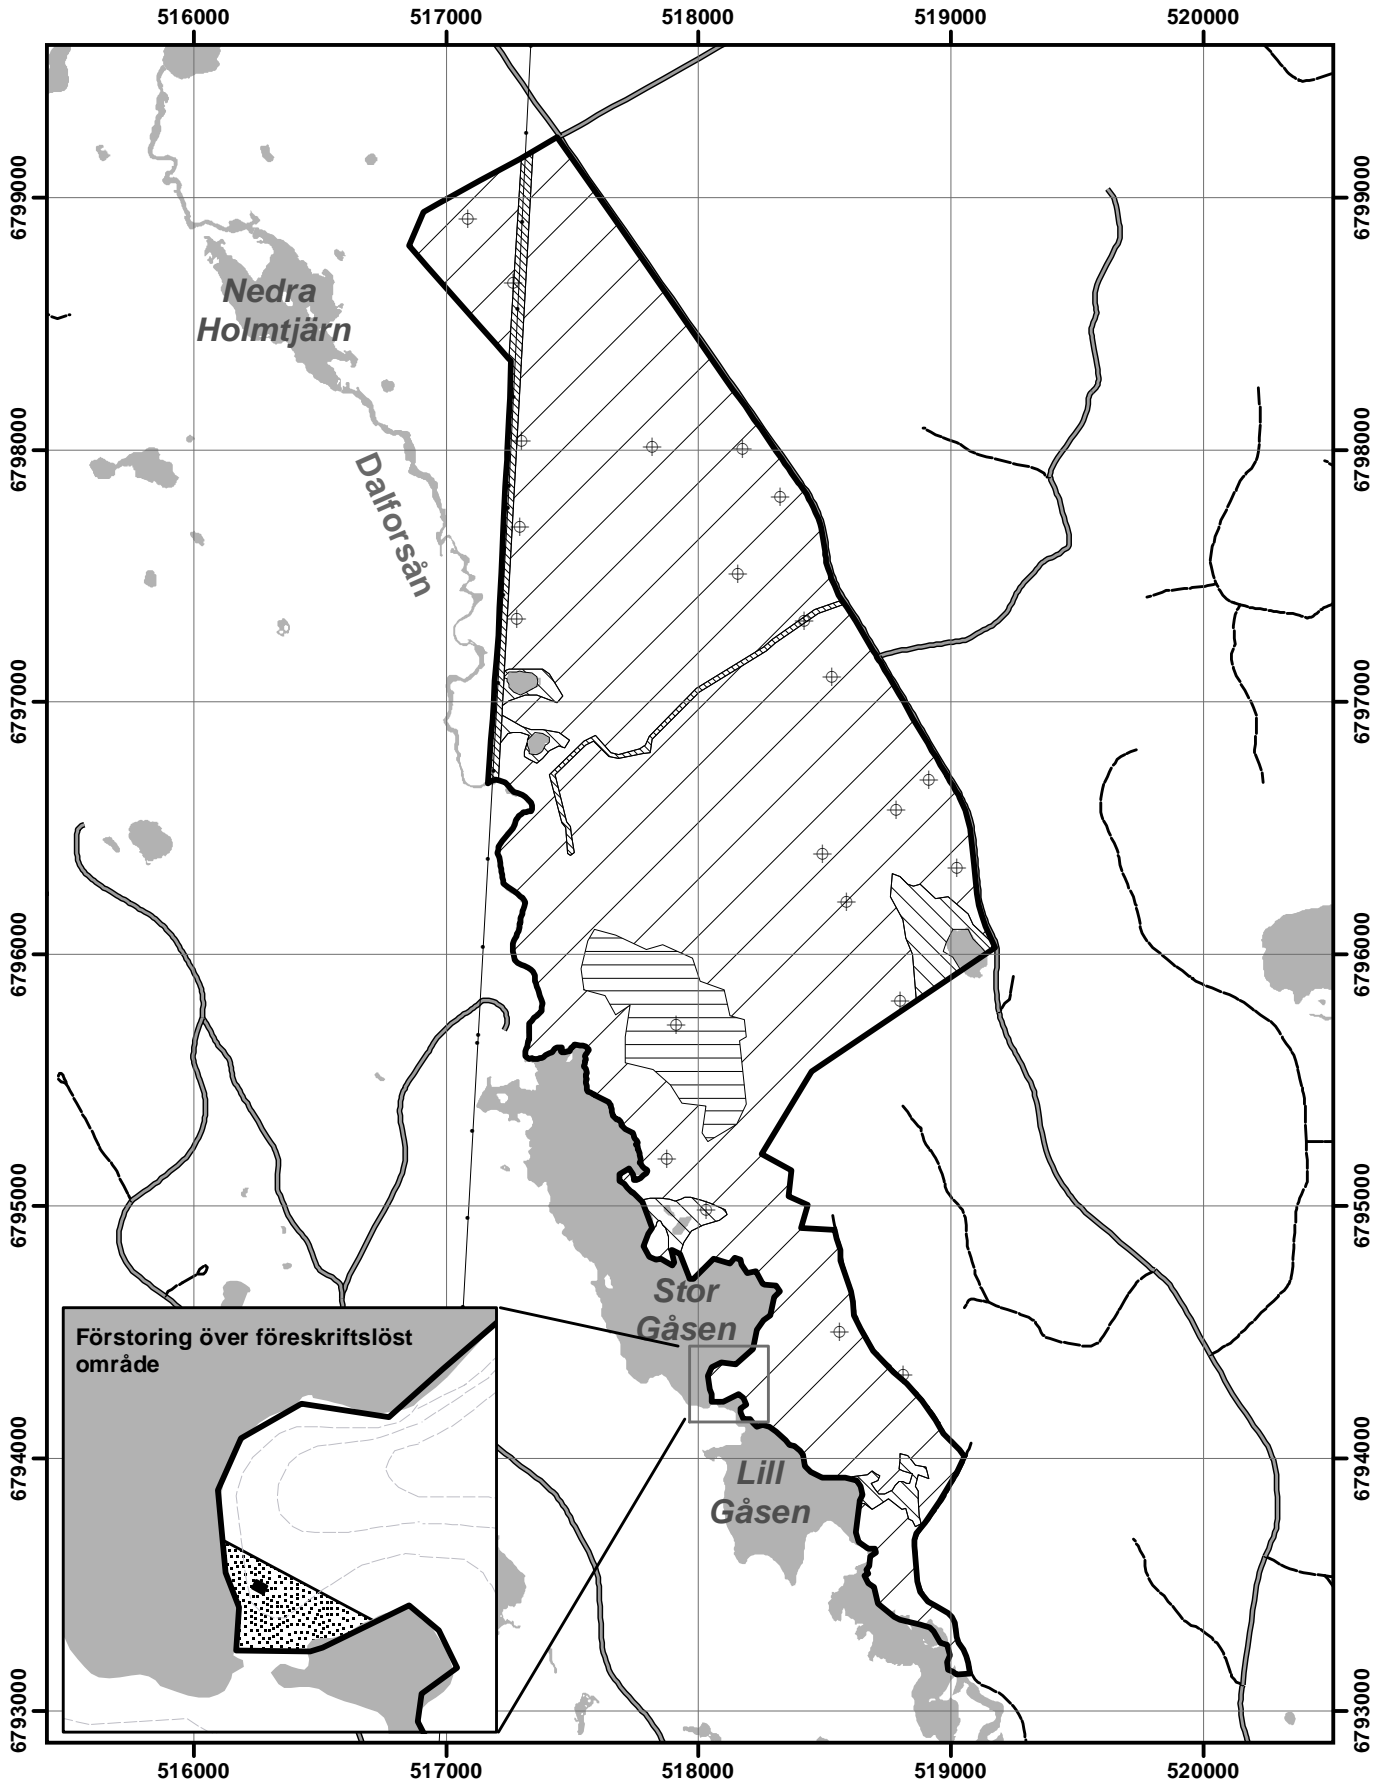 516000 517000 518000 519000 520000
6799000 6799000
Nedra
Holmtjärn
6798000 6798000
Dalforsån
6797000 6797000
6796000 6796000
6795000 6795000
Stor
Gåsen
Förstoring över föreskriftslöst
område
6794000 6794000
Lill
Gåsen
6793000 6793000
516000 517000 518000 519000 520000